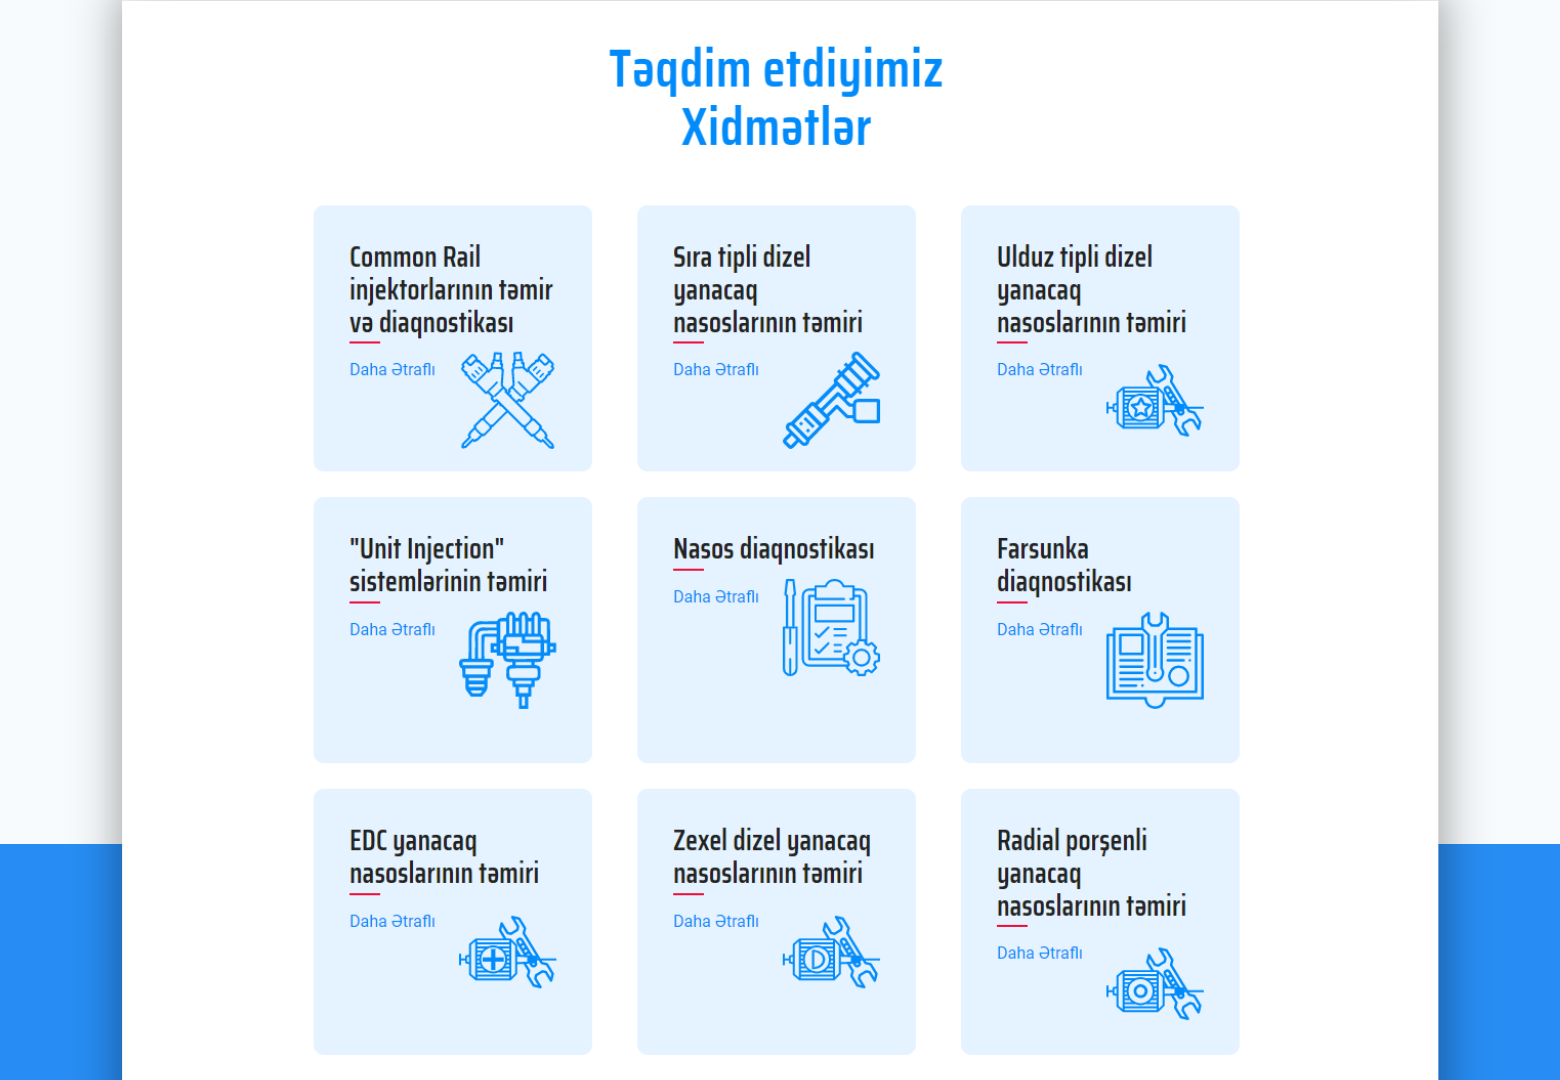 Təqdim etdiyimiz
Xidmətlər
Common Rail
injektorlarının təmir
və diaqnostikası
Daha Ətraflı
Sıra tipli dizel
yanacaq
nasoslarının təmiri
Daha Ətraflı
Ulduz tipli dizel
yanacaq
nasoslarının təmiri
Daha Ətraflı
"Unit Injection"
sistemlərinin təmiri
Daha Ətraflı
Nasos diaqnostikası
Daha Ətraflı
Farsunka
diaqnostikası
Daha Ətraflı
EDC yanacaq
nasoslarının təmiri
Daha Ətraflı
Zexel dizel yanacaq
nasoslarının təmiri
Daha Ətraflı
D
Radial porşenli
yanacaq
nasoslarının təmiri
Daha Ətraflı